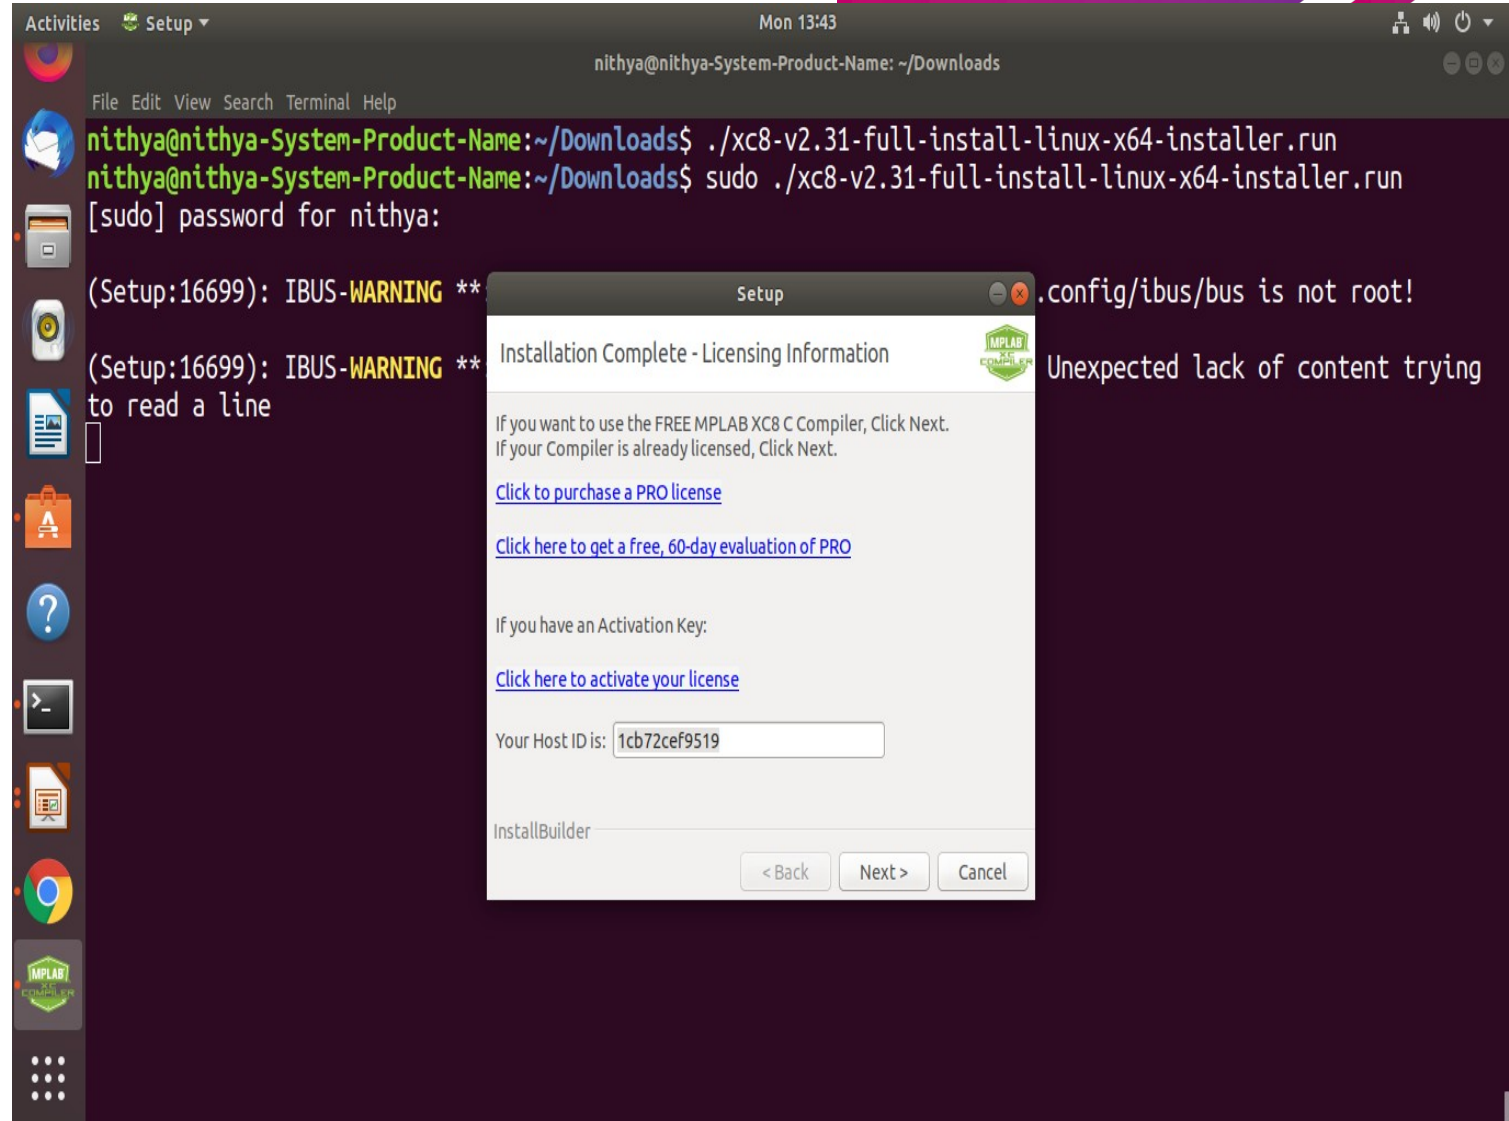 Activities Setup Mon 13:43
nithya@nithya-System-Product-Name: ~/Downloads
File Edit View Search Terminal Help
nithya@nithya-System-Product-Name:~/Downloads$ ./xc8-v2.31-full-install-linux-x64-installer.run
nithya@nithya-System-Product-Name:~/Downloads$ sudo ./xc8-v2.31-full-install-linux-x64-installer.run
[sudo] password for nithya:
(Setup:16699): IBUS-WARNING ** .config/ibus/bus is not root!
(Setup:16699): IBUS-WARNING ** Unexpected lack of content trying
to read a line
Setup
Installation Complete - Licensing Information
MPLAB
XC
COMPILER
If you want to use the FREE MPLAB XC8 C Compiler, Click Next.
If your Compiler is already licensed, Click Next.
Click to purchase a PRO license
Click here to get a free, 60-day evaluation of PRO
If you have an Activation Key:
Click here to activate your license
Your Host ID is: 1cb72cef9519
InstallBuilder
< Back Next > Cancel
MPLAB
XC
COMPILER